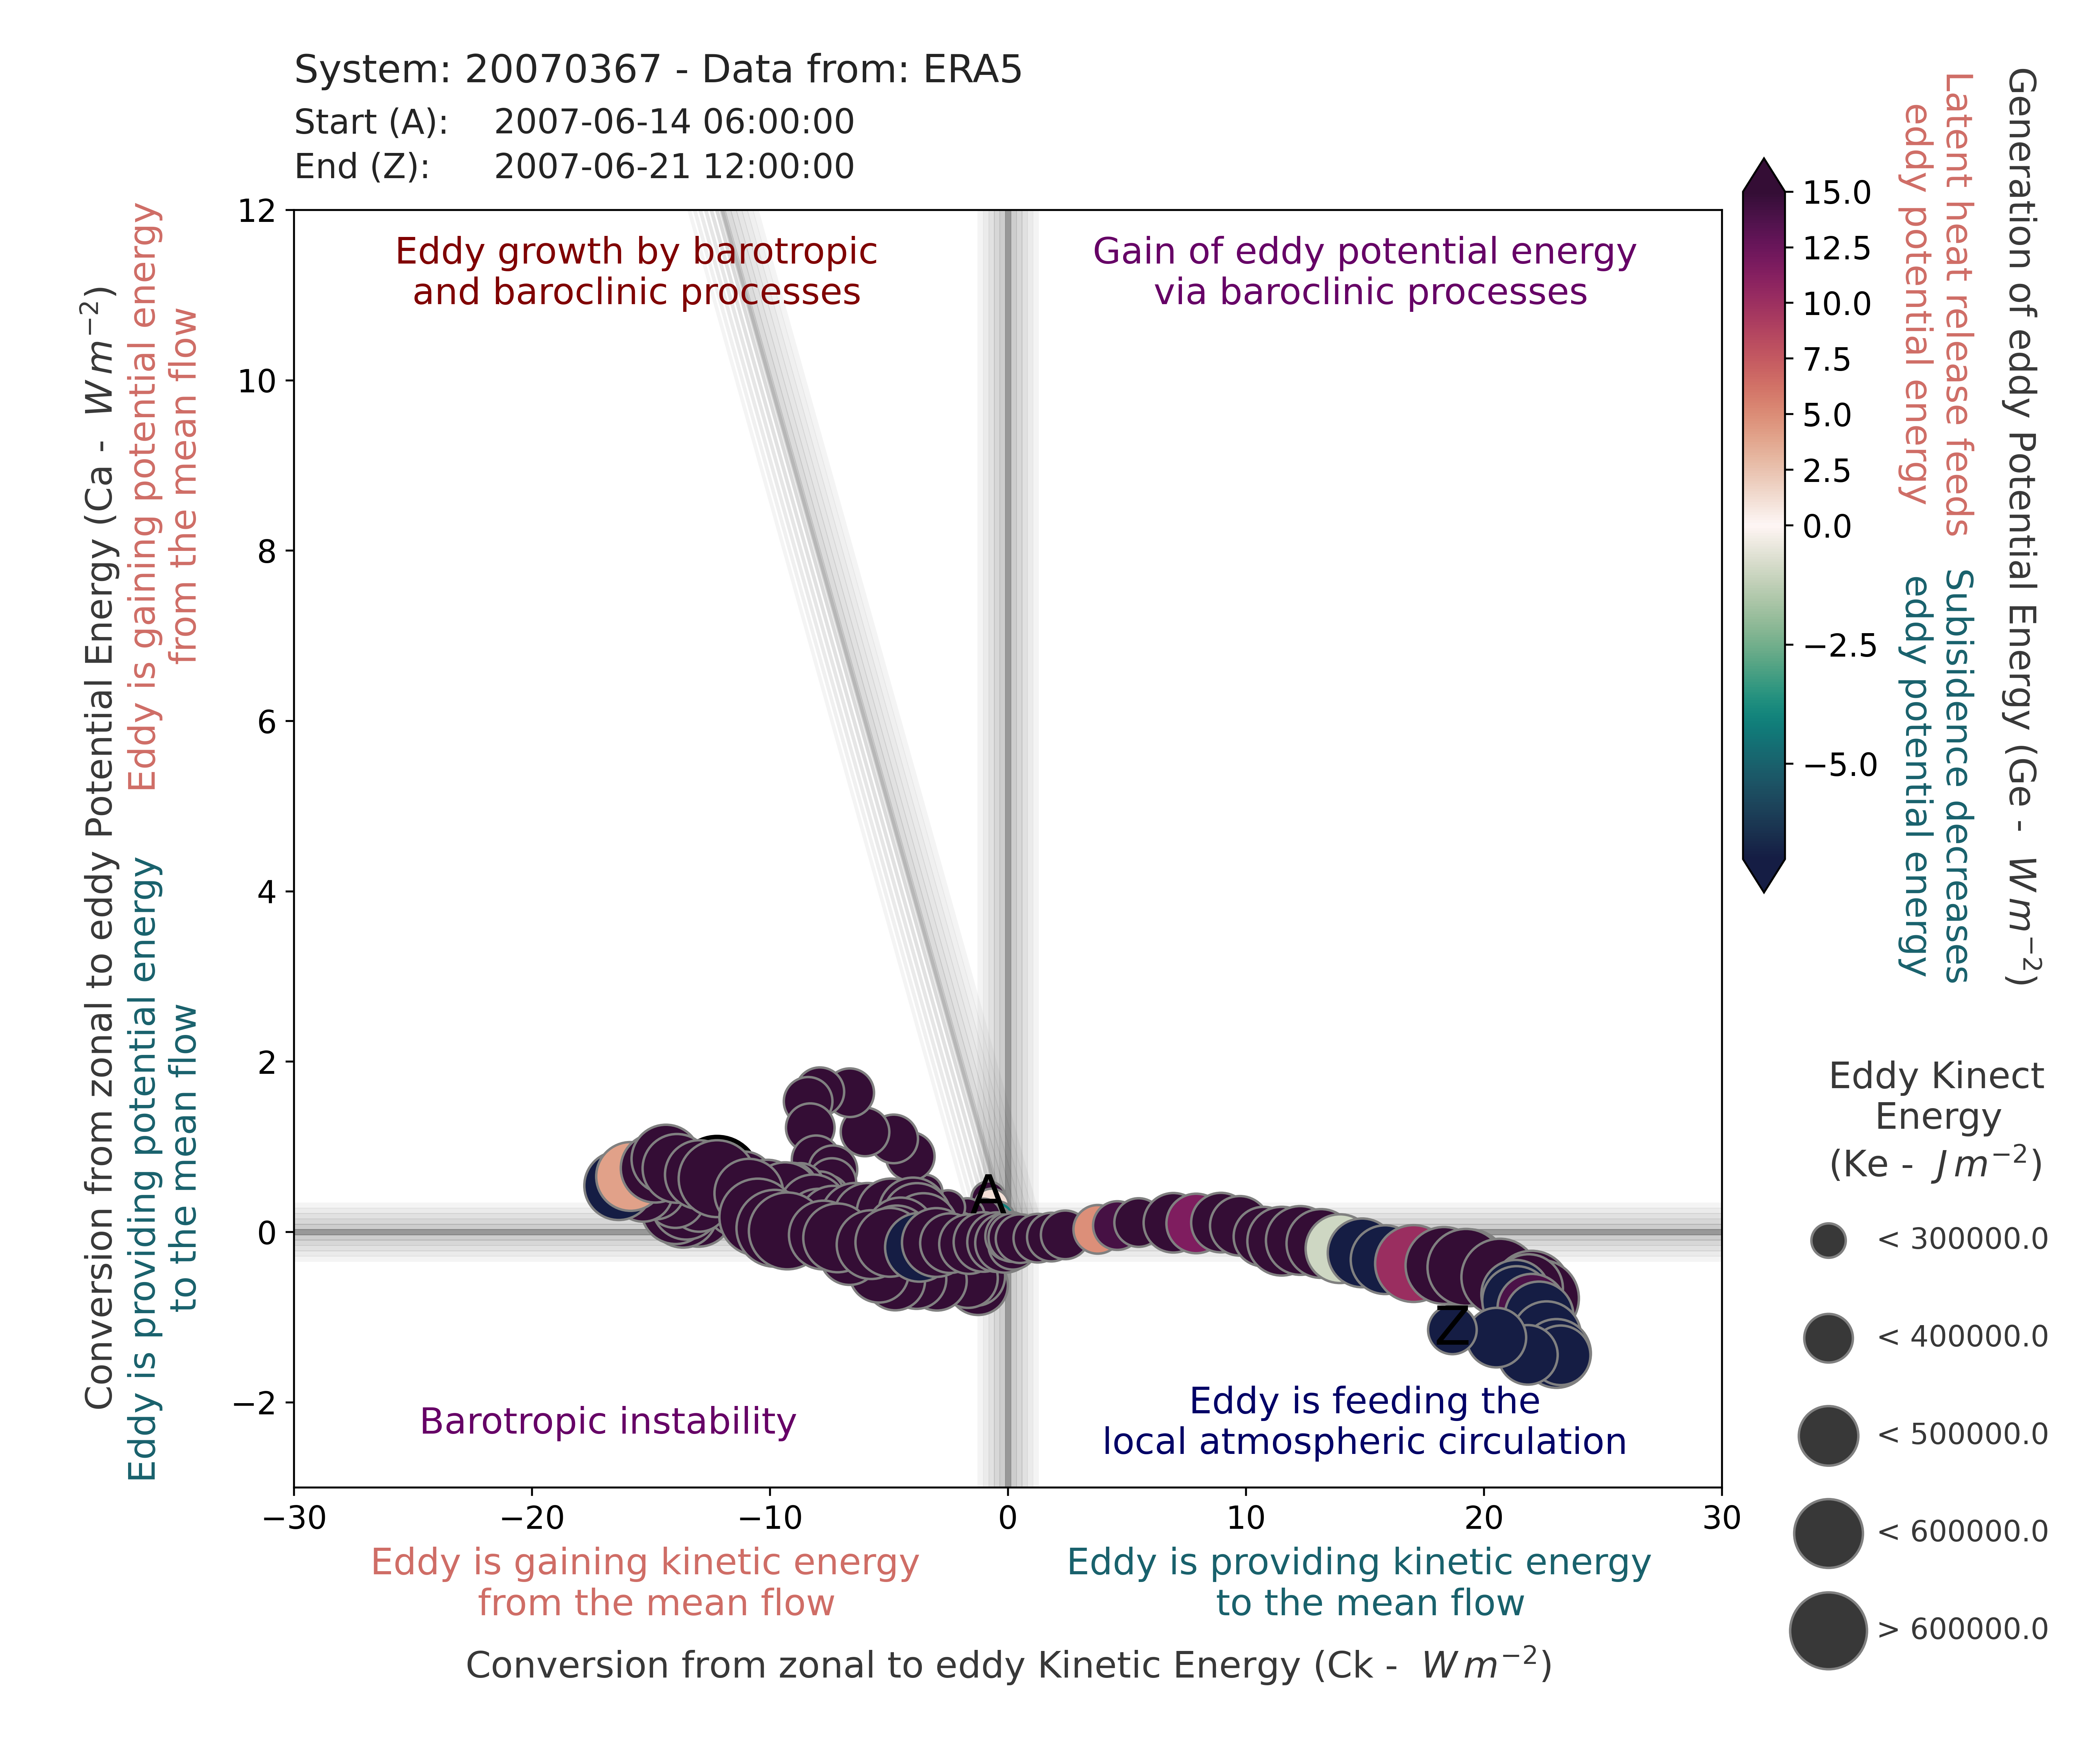 System: 20070367 - Data from: ERA5
Start (A): 2007-06-14 06:00:00
End (Z): 2007-06-21 12:00:00
Conversion from zonal to eddy Potential Energy (Ca - W m⁻²)
Eddy is gaining potential energy
from the mean flow
Eddy is providing potential energy
to the mean flow
12
10
8
6
4
2
0
−2
Eddy growth by barotropic
and baroclinic processes
Gain of eddy potential energy
via baroclinic processes
A
Z
Barotropic instability
Eddy is feeding the
local atmospheric circulation
−30
−20
−10
0
10
20
30
Eddy is gaining kinetic energy
from the mean flow
Eddy is providing kinetic energy
to the mean flow
Conversion from zonal to eddy Kinetic Energy (Ck - W m⁻²)
15.0
12.5
10.0
7.5
5.0
2.5
0.0
−2.5
−5.0
Latent heat release feeds
eddy potential energy
Subisidence decreases
eddy potential energy
Generation of eddy Potential Energy (Ge - W m⁻²)
Eddy Kinect
Energy
(Ke - J m⁻²)
< 300000.0
< 400000.0
< 500000.0
< 600000.0
> 600000.0